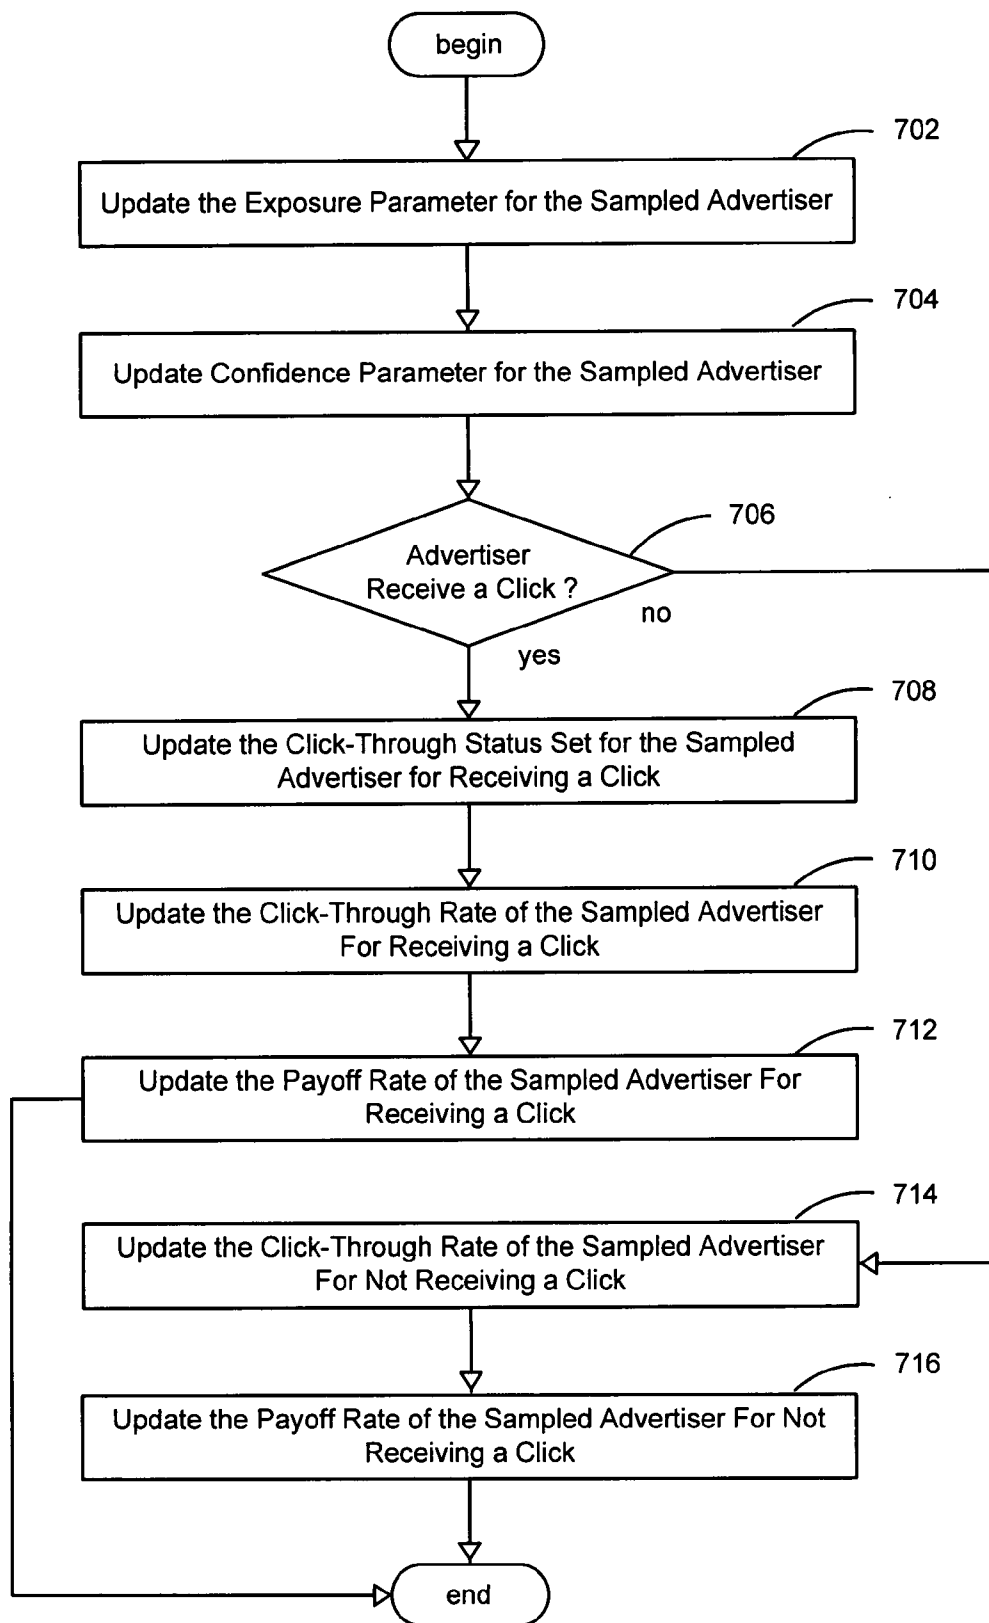 begin
702
Update the Exposure Parameter for the Sampled Advertiser
704
Update Confidence Parameter for the Sampled Advertiser
706
Advertiser
Receive a Click ?
no
yes
708
Update the Click-Through Status Set for the Sampled
Advertiser for Receiving a Click
710
Update the Click-Through Rate of the Sampled Advertiser
For Receiving a Click
712
Update the Payoff Rate of the Sampled Advertiser For
Receiving a Click
714
Update the Click-Through Rate of the Sampled Advertiser
For Not Receiving a Click
716
Update the Payoff Rate of the Sampled Advertiser For Not
Receiving a Click
end